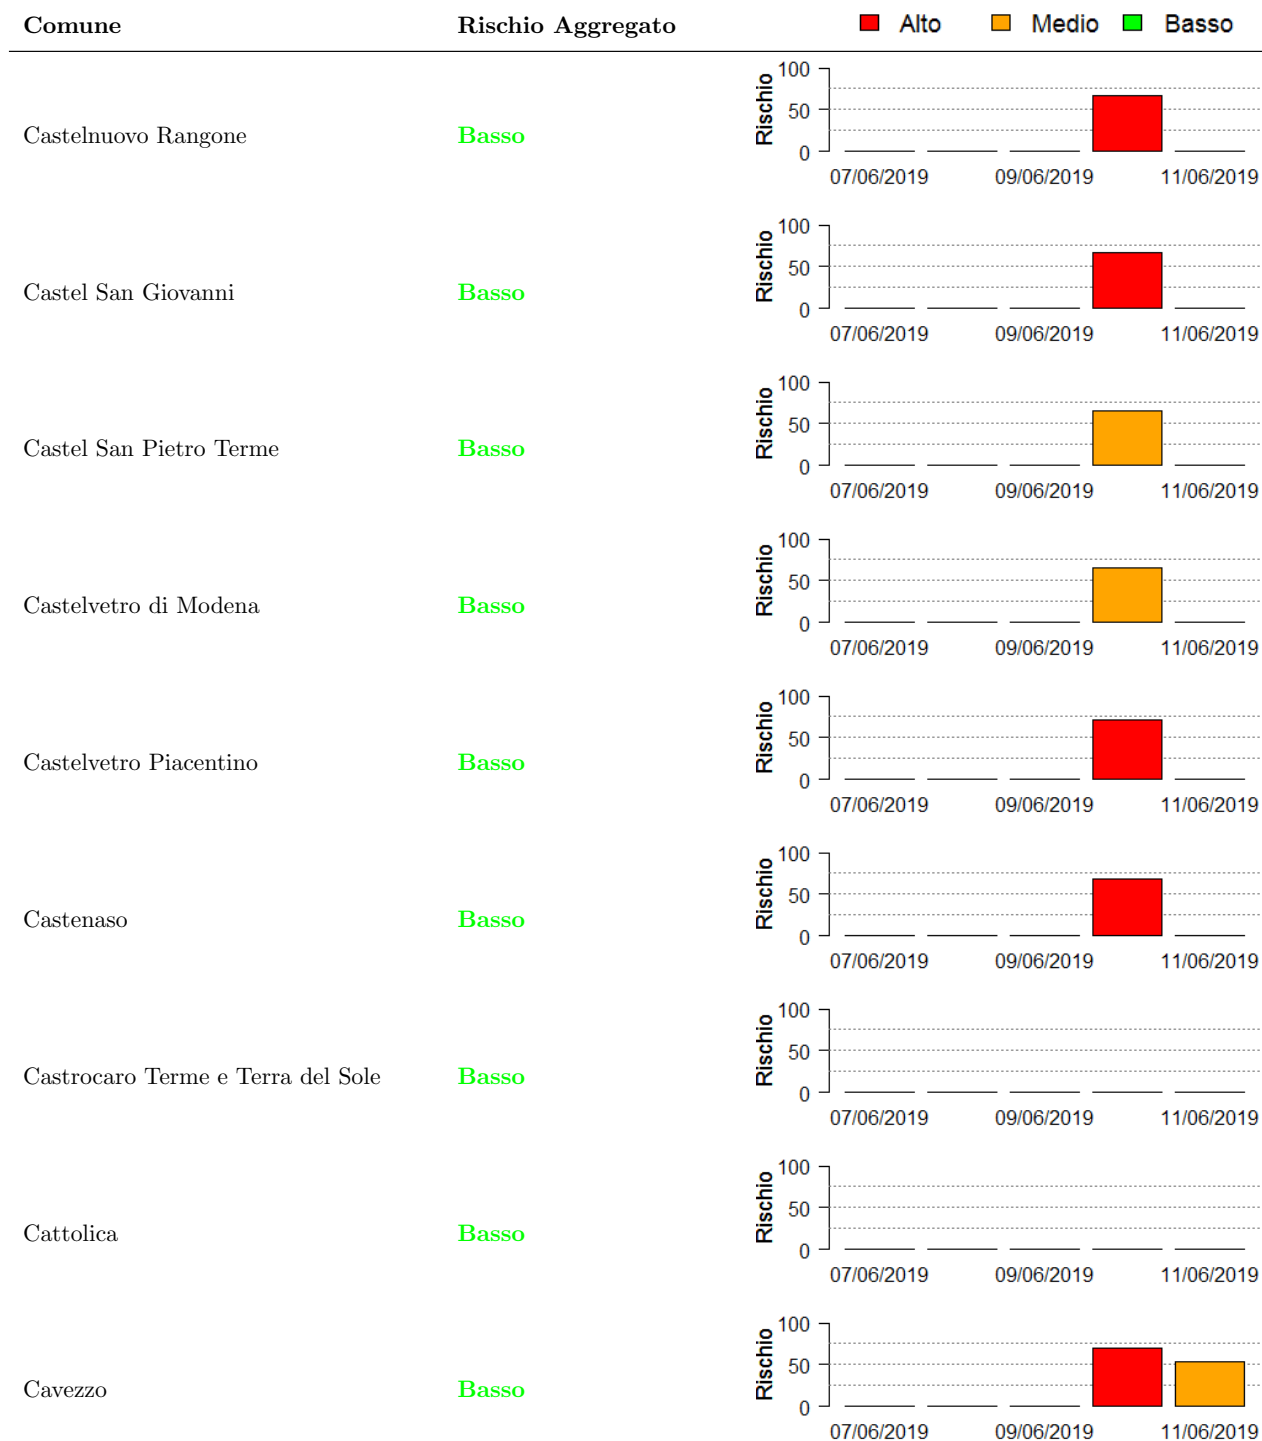 Comune Rischio Aggregato Alto Medio Basso
Castelnuovo Rangone Basso Rischio 100 50 0
07/06/2019 09/06/2019 11/06/2019
Castel San Giovanni Basso Rischio 100 50 0
07/06/2019 09/06/2019 11/06/2019
Castel San Pietro Terme Basso Rischio 100 50 0
07/06/2019 09/06/2019 11/06/2019
Castelvetro di Modena Basso Rischio 100 50 0
07/06/2019 09/06/2019 11/06/2019
Castelvetro Piacentino Basso Rischio 100 50 0
07/06/2019 09/06/2019 11/06/2019
Castenaso Basso Rischio 100 50 0
07/06/2019 09/06/2019 11/06/2019
Castrocaro Terme e Terra del Sole Basso Rischio 100 50 0
07/06/2019 09/06/2019 11/06/2019
Cattolica Basso Rischio 100 50 0
07/06/2019 09/06/2019 11/06/2019
Cavezzo Basso Rischio 100 50 0
07/06/2019 09/06/2019 11/06/2019